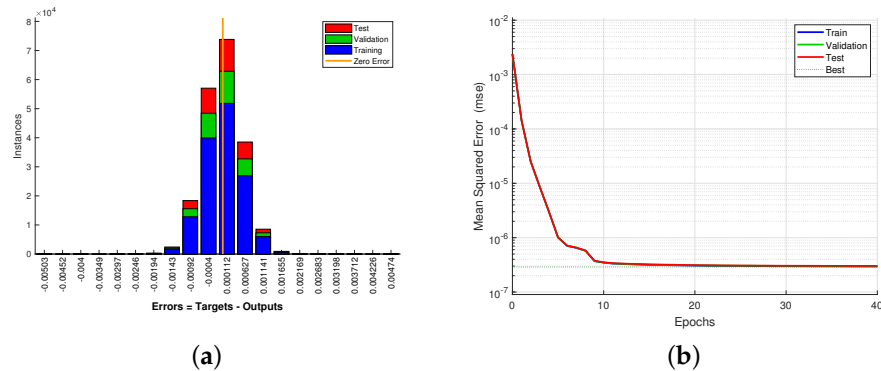 8 ×10⁴
7
6
5
4
3
2
1
0
Instances
Test
Validation
Training
Zero Error
-0.00503
-0.00452
-0.004
-0.00349
-0.00297
-0.00246
-0.00194
-0.00143
-0.00092
-0.0004
0.000112
0.000627
0.001141
0.001655
0.002169
0.002683
0.003198
0.003712
0.004226
0.00474
Errors = Targets - Outputs
(a)
Mean Squared Error (mse)
10⁻³
10⁻⁴
10⁻⁵
10⁻⁶
10⁻⁷
Train
Validation
Test
Best
0 10 20 30 40
Epochs
(b)